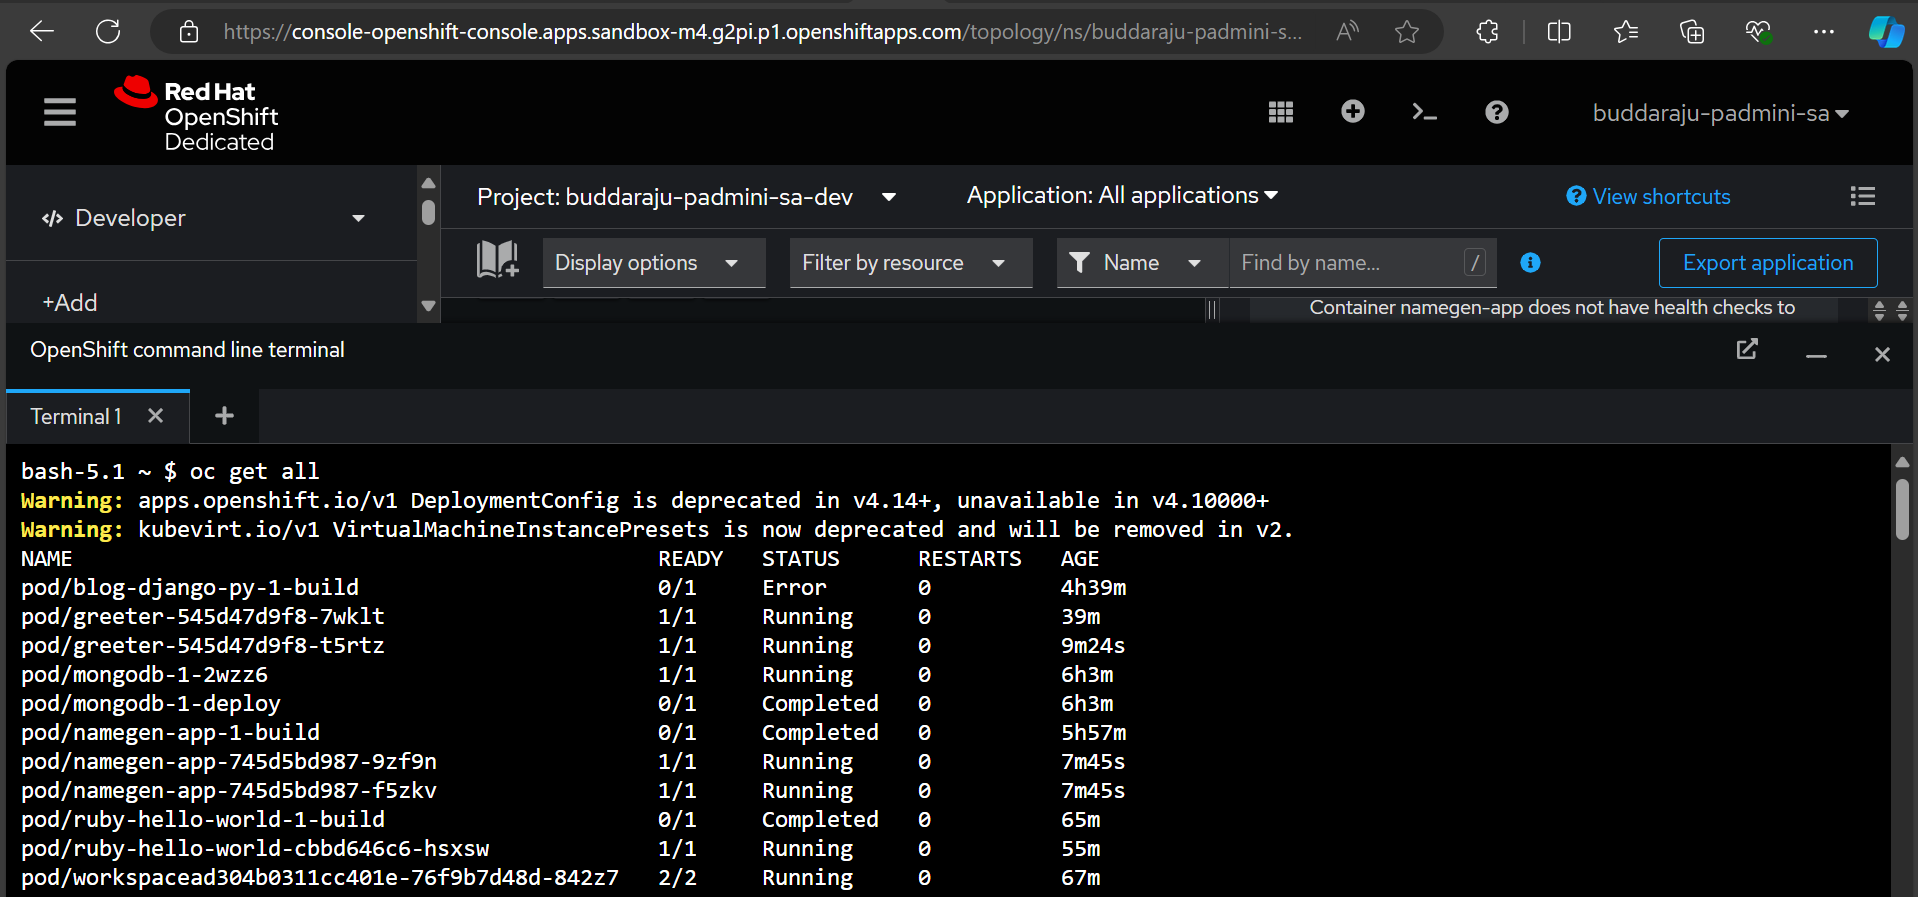 https://console-openshift-console.apps.sandbox-m4.g2pi.p1.openshiftapps.com/topology/ns/buddaraju-padmini-s...
Red Hat
OpenShift
Dedicated
buddaraju-padmini-sa
Developer
Project: buddaraju-padmini-sa-dev
Application: All applications
View shortcuts
Display options
Filter by resource
Name
Find by name...
/
Export application
+Add
Container namegen-app does not have health checks to
OpenShift command line terminal
Terminal 1
bash-5.1 ~ $ oc get all
Warning: apps.openshift.io/v1 DeploymentConfig is deprecated in v4.14+, unavailable in v4.10000+
Warning: kubevirt.io/v1 VirtualMachineInstancePresets is now deprecated and will be removed in v2.
NAME READY STATUS RESTARTS AGE
pod/blog-django-py-1-build 0/1 Error 0 4h39m
pod/greeter-545d47d9f8-7wklt 1/1 Running 0 39m
pod/greeter-545d47d9f8-t5rtz 1/1 Running 0 9m24s
pod/mongodb-1-2wzz6 1/1 Running 0 6h3m
pod/mongodb-1-deploy 0/1 Completed 0 6h3m
pod/namegen-app-1-build 0/1 Completed 0 5h57m
pod/namegen-app-745d5bd987-9zf9n 1/1 Running 0 7m45s
pod/namegen-app-745d5bd987-f5zkv 1/1 Running 0 7m45s
pod/ruby-hello-world-1-build 0/1 Completed 0 65m
pod/ruby-hello-world-cbbd646c6-hsxsw 1/1 Running 0 55m
pod/workspacead304b0311cc401e-76f9b7d48d-842z7 2/2 Running 0 67m